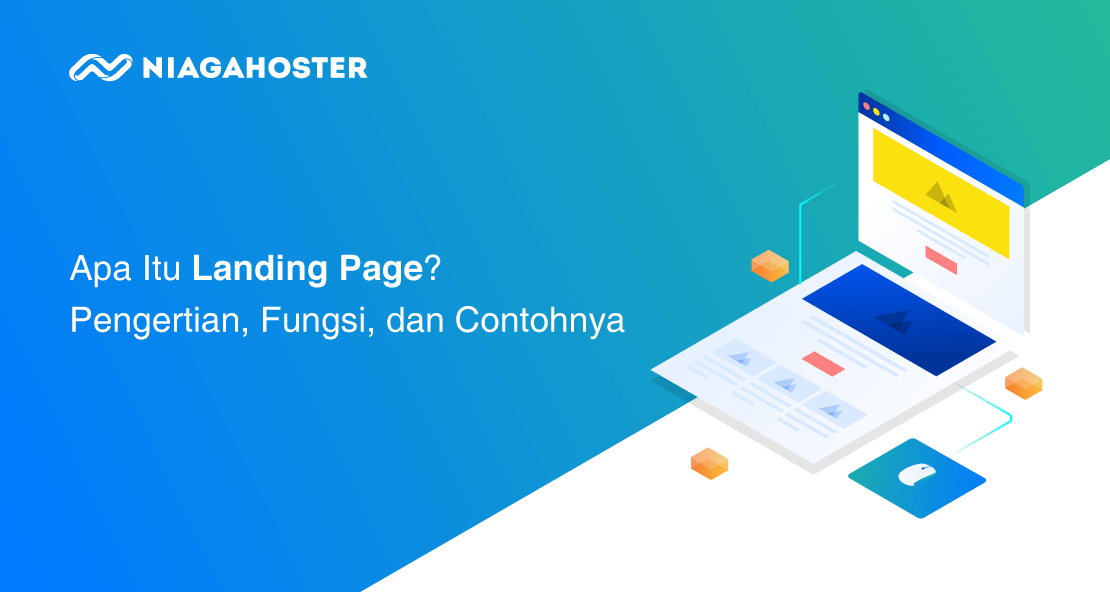 NIAGAHOSTER
Apa Itu Landing Page?
Pengertian, Fungsi, dan Contohnya